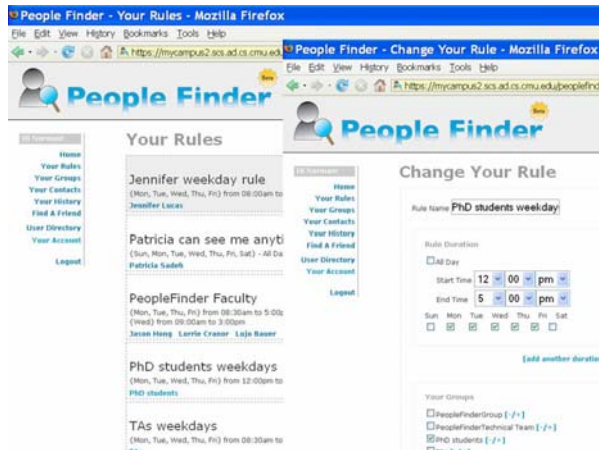 People Finder - Your Rules - Mozilla Firefox
File Edit View History Bookmarks Tools Help
https://mycampus2.scs.ad.cs.cmu.ed
Beta
People Finder
Home
Your Rules
Your Groups
Your Contacts
Your History
Find A Friend
User Directory
Your Account
Logout
Your Rules
Jennifer weekday rule
(Mon, Tue, Thu, Fri) from 08:00am to
Jennifer Lucas
Patricia can see me anyti
(Sun, Mon, Tue, Wed, Thu, Fri, Sat) - All Da
Patricia Sadeh
PeopleFinder Faculty
(Mon, Tue, Thu, Fri) from 08:30am to 5:00p
(Wed) from 09:00am to 3:00pm
Jason Hong Lorrie Cranor Lujo Bauer
PhD students weekdays
(Mon, Tue, Wed, Thu, Fri) from 12:00pm to
PhD students
TAs weekdays
(Mon, Tue, Wed, Thu, Fri) from 08:30am to
People Finder - Change Your Rule - Mozilla Firefox
File Edit View History Bookmarks Tools Help
https://mycampus2.scs.ad.cs.cmu.edu/peoplefind
Beta
People Finder
Home
Your Rules
Your Groups
Your Contacts
Your History
Find A Friend
User Directory
Your Account
Logout
Change Your Rule
Rule Name PhD students weekday
Rule Duration
All Day
Start Time 12 00 pm
End Time 5 00 pm
Sun Mon Tue Wed Thu Fri Sat
[add another duratio
Your Groups
PeopleFinderGroup [-/+]
PeopleFinderTechnical Team [-/+]
PhD students [-/+]